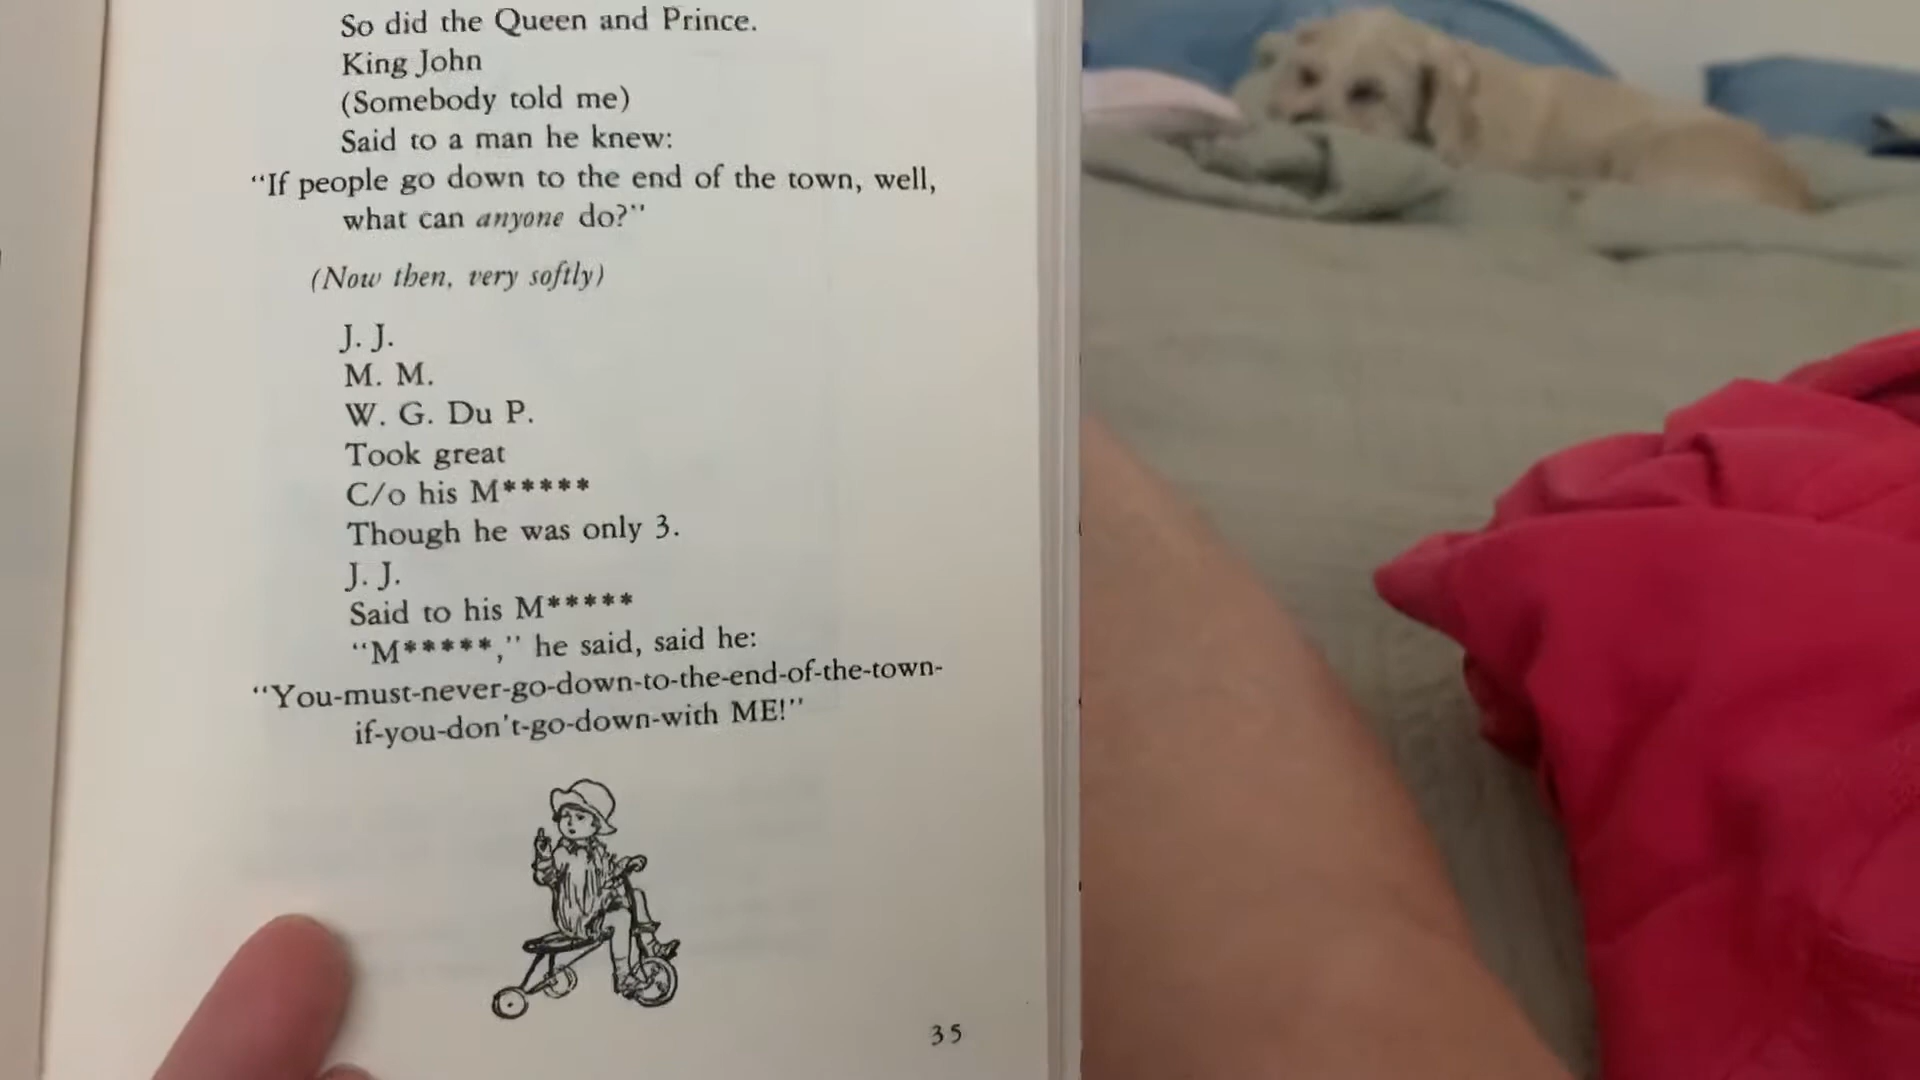 So did the Queen and Prince.
King John
(Somebody told me)
Said to a man he knew:
“If people go down to the end of the town, well,
what can anyone do?”
(Now then, very softly)
J. J.
M. M.
W. G. Du P.
Took great
C/o his M*****
Though he was only 3.
J. J.
Said to his M*****
“M*****,” he said, said he:
“You-must-never-go-down-to-the-end-of-the-town-
if-you-don't-go-down-with ME!”
35